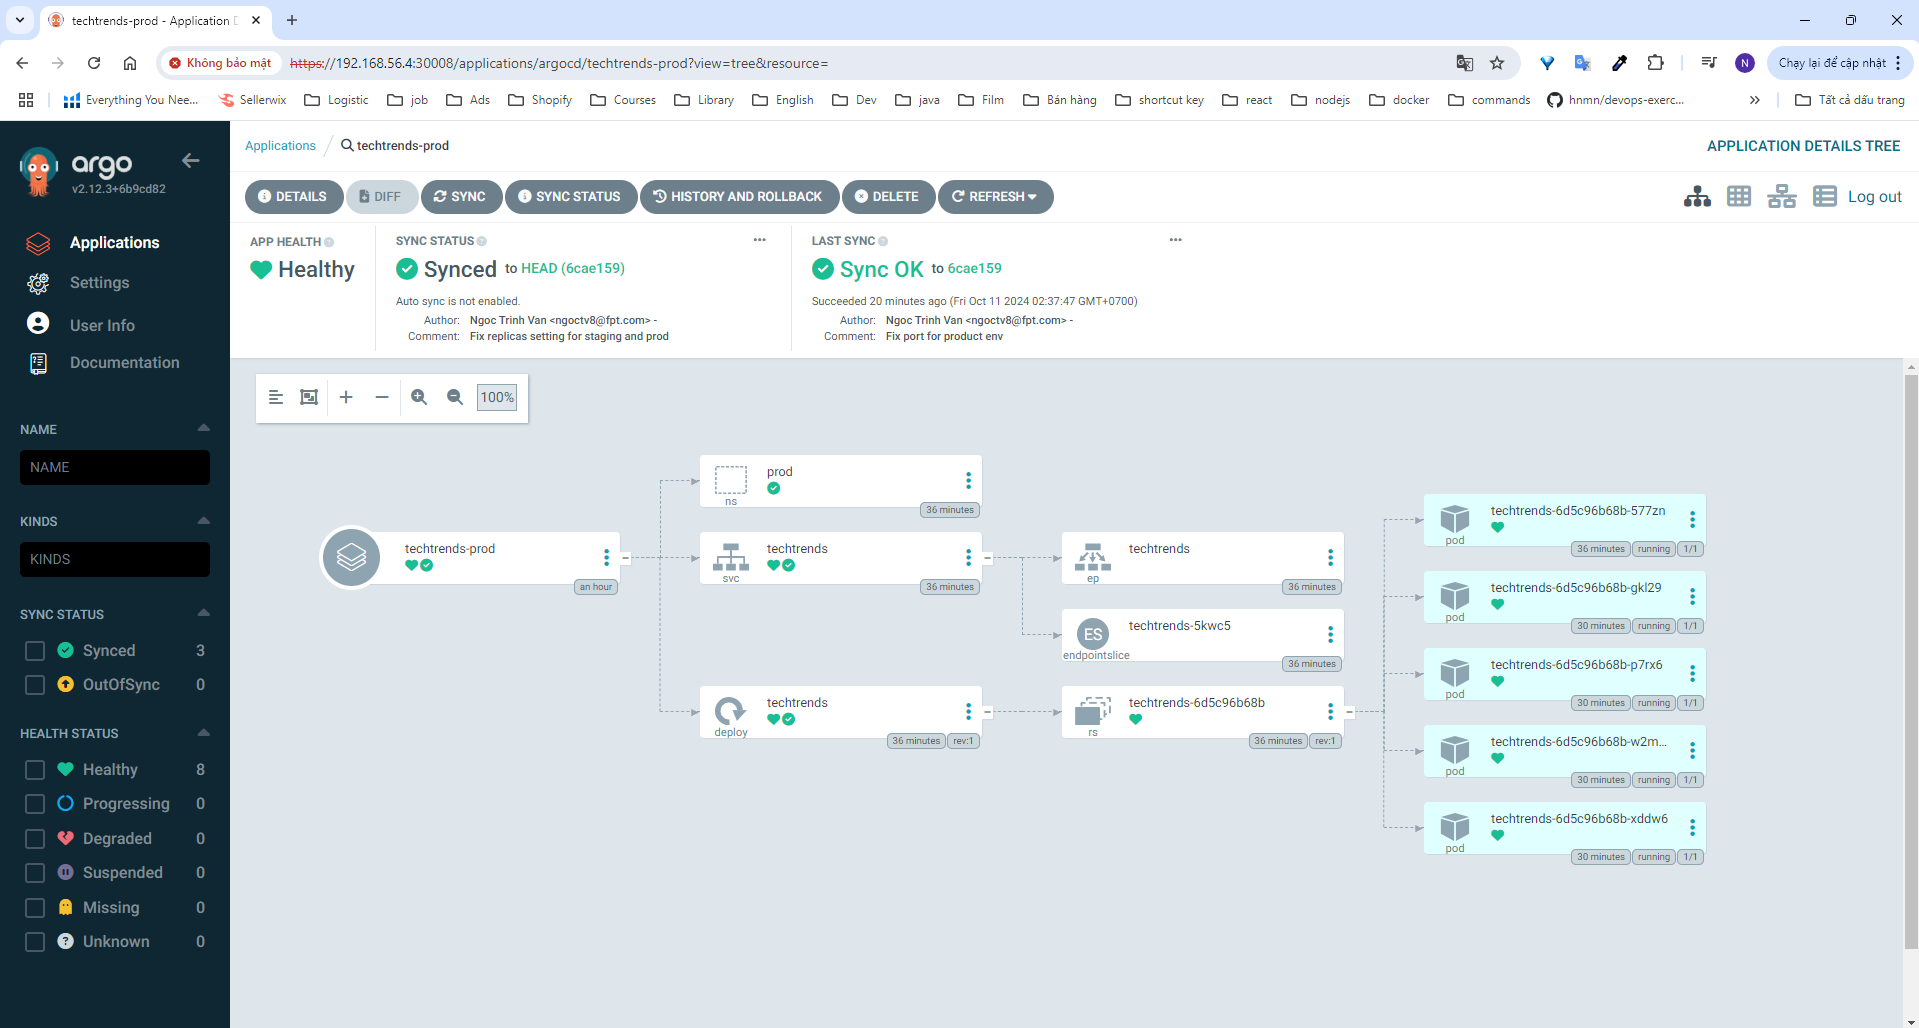 techtrends-prod - Application D
Không bảo mật
https://192.168.56.4:30008/applications/argocd/techtrends-prod?view=tree&resource=
N
Chạy lại để cập nhật
Everything You Nee...
Sellerwix
Logistic
job
Ads
Shopify
Courses
Library
English
Dev
java
Film
Bán hàng
shortcut key
react
nodejs
docker
commands
hnmn/devops-exerc...
Tất cả dấu trang
argo
v2.12.3+6b9cd82
Applications
Settings
User Info
Documentation
NAME
NAME
KINDS
KINDS
SYNC STATUS
Synced 3
OutOfSync 0
HEALTH STATUS
Healthy 8
Progressing 0
Degraded 0
Suspended 0
Missing 0
Unknown 0
Applications / techtrends-prod
APPLICATION DETAILS TREE
DETAILS
DIFF
SYNC
SYNC STATUS
HISTORY AND ROLLBACK
DELETE
REFRESH
Log out
APP HEALTH
Healthy
SYNC STATUS
Synced to HEAD (6cae159)
Auto sync is not enabled.
Author: Ngoc Trinh Van <ngoctv8@fpt.com> -
Comment: Fix replicas setting for staging and prod
LAST SYNC
Sync OK to 6cae159
Succeeded 20 minutes ago (Fri Oct 11 2024 02:37:47 GMT+0700)
Author: Ngoc Trinh Van <ngoctv8@fpt.com> -
Comment: Fix port for product env
100%
techtrends-prod
an hour
prod
ns
36 minutes
techtrends
svc
36 minutes
techtrends
deploy
36 minutes rev:1
techtrends
ep
36 minutes
ES
techtrends-5kwc5
endpointslice
36 minutes
techtrends-6d5c96b68b
rs
36 minutes rev:1
techtrends-6d5c96b68b-577zn
pod
36 minutes running 1/1
techtrends-6d5c96b68b-gkl29
pod
30 minutes running 1/1
techtrends-6d5c96b68b-p7rx6
pod
30 minutes running 1/1
techtrends-6d5c96b68b-w2m...
pod
30 minutes running 1/1
techtrends-6d5c96b68b-xddw6
pod
30 minutes running 1/1